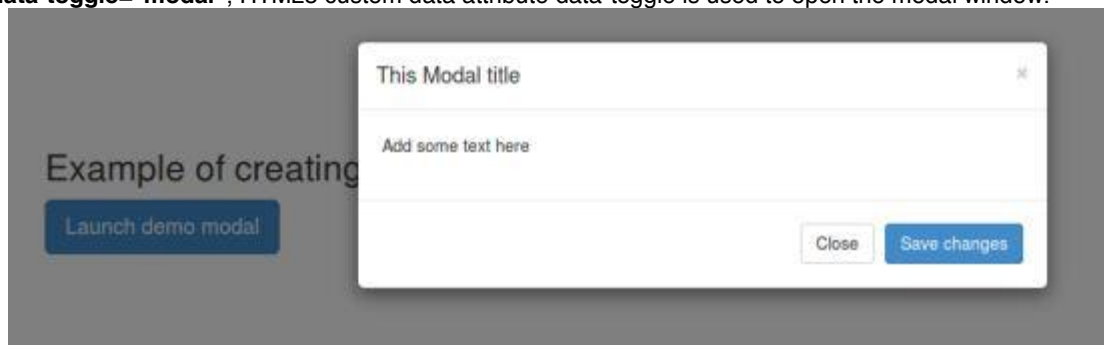 data-toggle="modal", HTML5 custom data attribute data-toggle is used to open the modal window.
This Modal title ×
Add some text here
Example of creating
Launch demo modal
Close Save changes